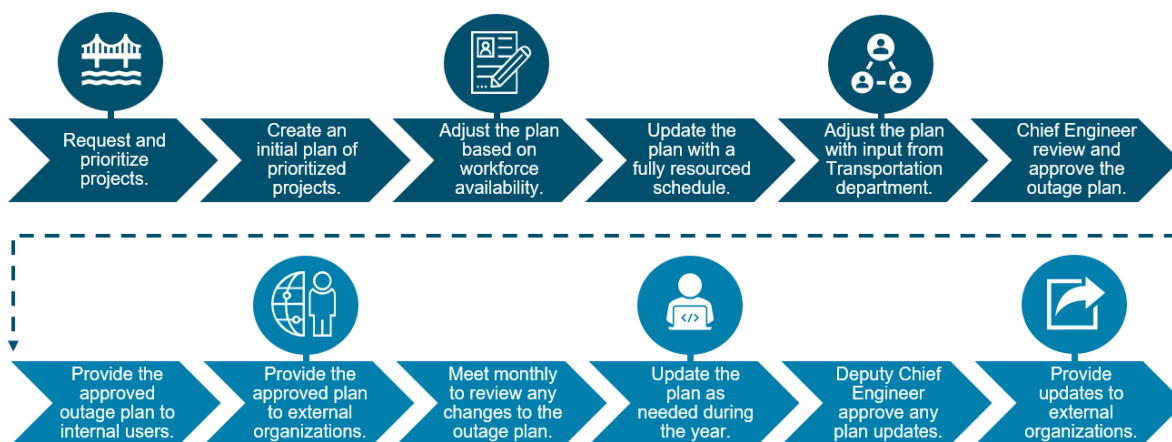 Request and
prioritize
projects.
Create an
initial plan of
prioritized
projects.
Adjust the plan
based on
workforce
availability.
Update the
plan with a
fully resourced
schedule.
Adjust the plan
with input from
Transportation
department.
Chief Engineer
review and
approve the
outage plan.
Provide the
approved
outage plan to
internal users.
Provide the
approved plan
to external
organizations.
Meet monthly
to review any
changes to the
outage plan.
</>
Update the
plan as
needed during
the year.
Deputy Chief
Engineer
approve any
plan updates.
Provide
updates to
external
organizations.